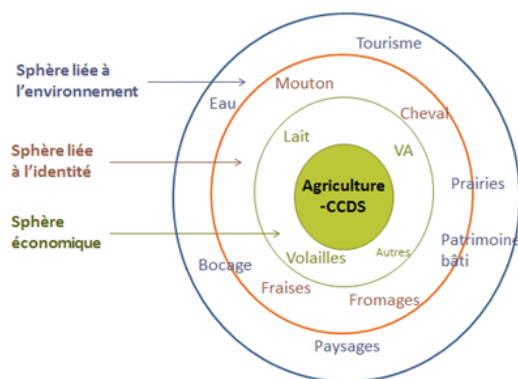 Tourisme
Sphère liée à
l'environnement
Mouton
Eau
Cheval
Lait
Sphère liée
à l'identité
VA
Agriculture
-CCDS
Prairies
Sphère
économique
Patrimoine
bâti
Volailles
Autres
Bocage
Fraises
Fromages
Paysages